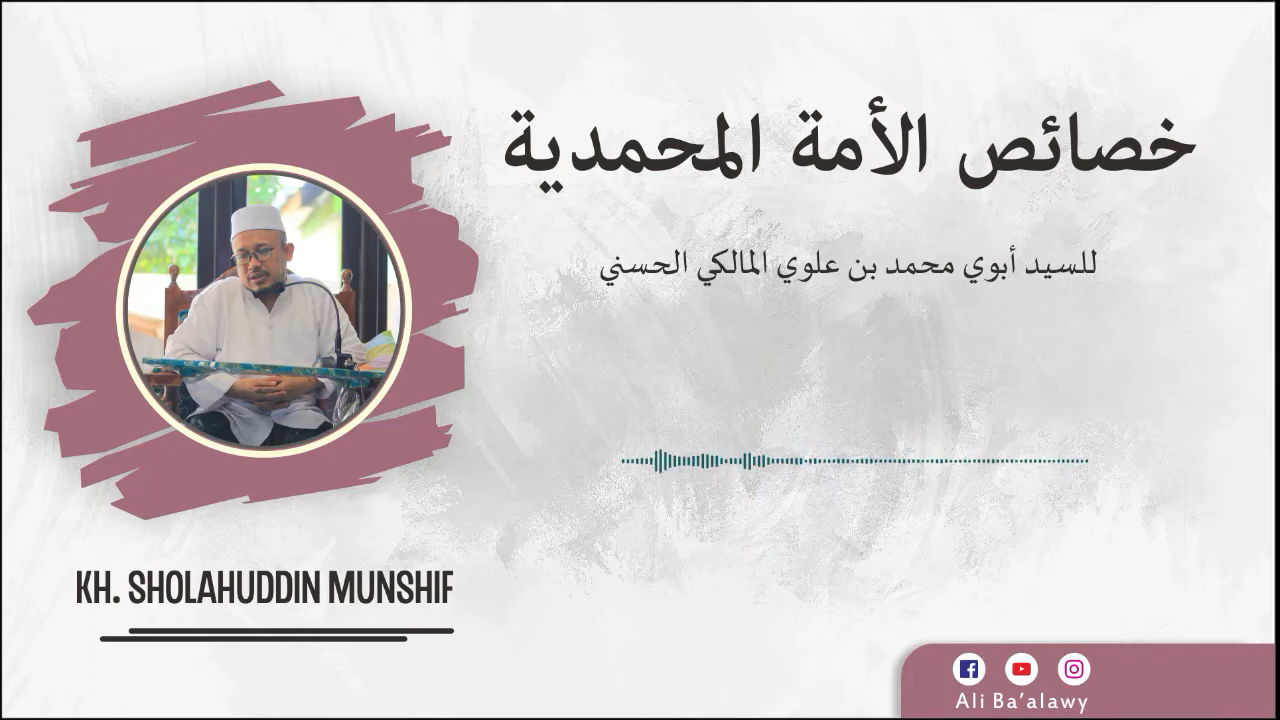 خصائص الأمة المحمدية
للسيد أبوي محمد بن علوي المالكي الحسني
KH. SHOLAHUDDIN MUNSHIF
Ali Ba'alawy